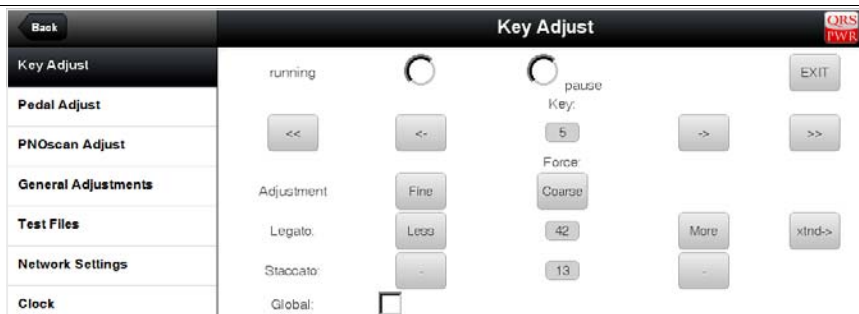 Back
Key Adjust
QRS
PWR
Key Adjust
Pedal Adjust
PNOscan Adjust
General Adjustments
Test Files
Network Settings
Clock
running
pause
EXIT
Key:
<< <- 5 -> >>
Force:
Adjustment Fine Coarse
Legato: Less 42 More xtnd->
Staccato: - 13 -
Global: